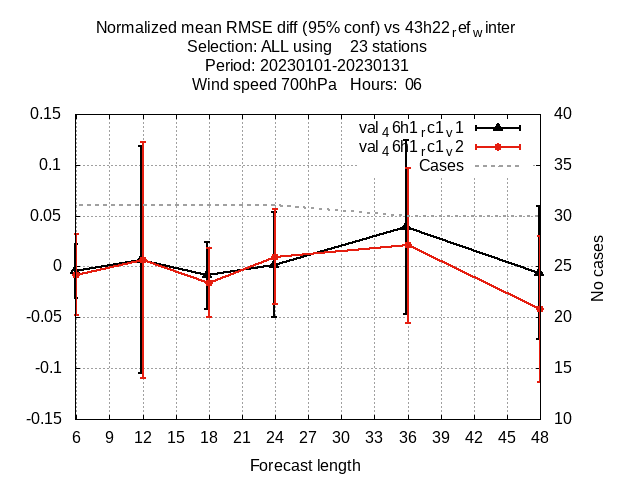 Normalized mean RMSE diff (95% conf) vs 43h22refwinter
Selection: ALL using 23 stations
Period: 20230101-20230131
Wind speed 700hPa Hours: 06
val46h1rc1v1
val46h1rc1v2
Cases
0.15
0.1
0.05
0
-0.05
-0.1
-0.15
40
35
30
25
20
15
10
No cases
6 9 12 15 18 21 24 27 30 33 36 39 42 45 48
Forecast length